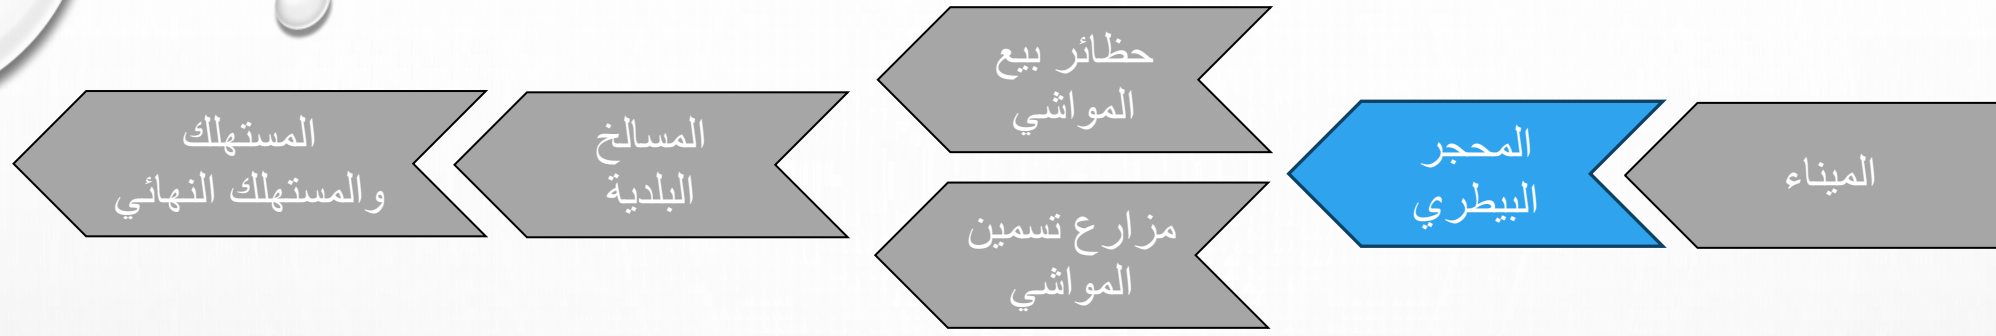 الميناء
المحجر
البيطري
حظائر بيع
المواشي
مزارع تسمين
المواشي
المسالخ
البلدية
المستهلك
والمستهلك النهائي